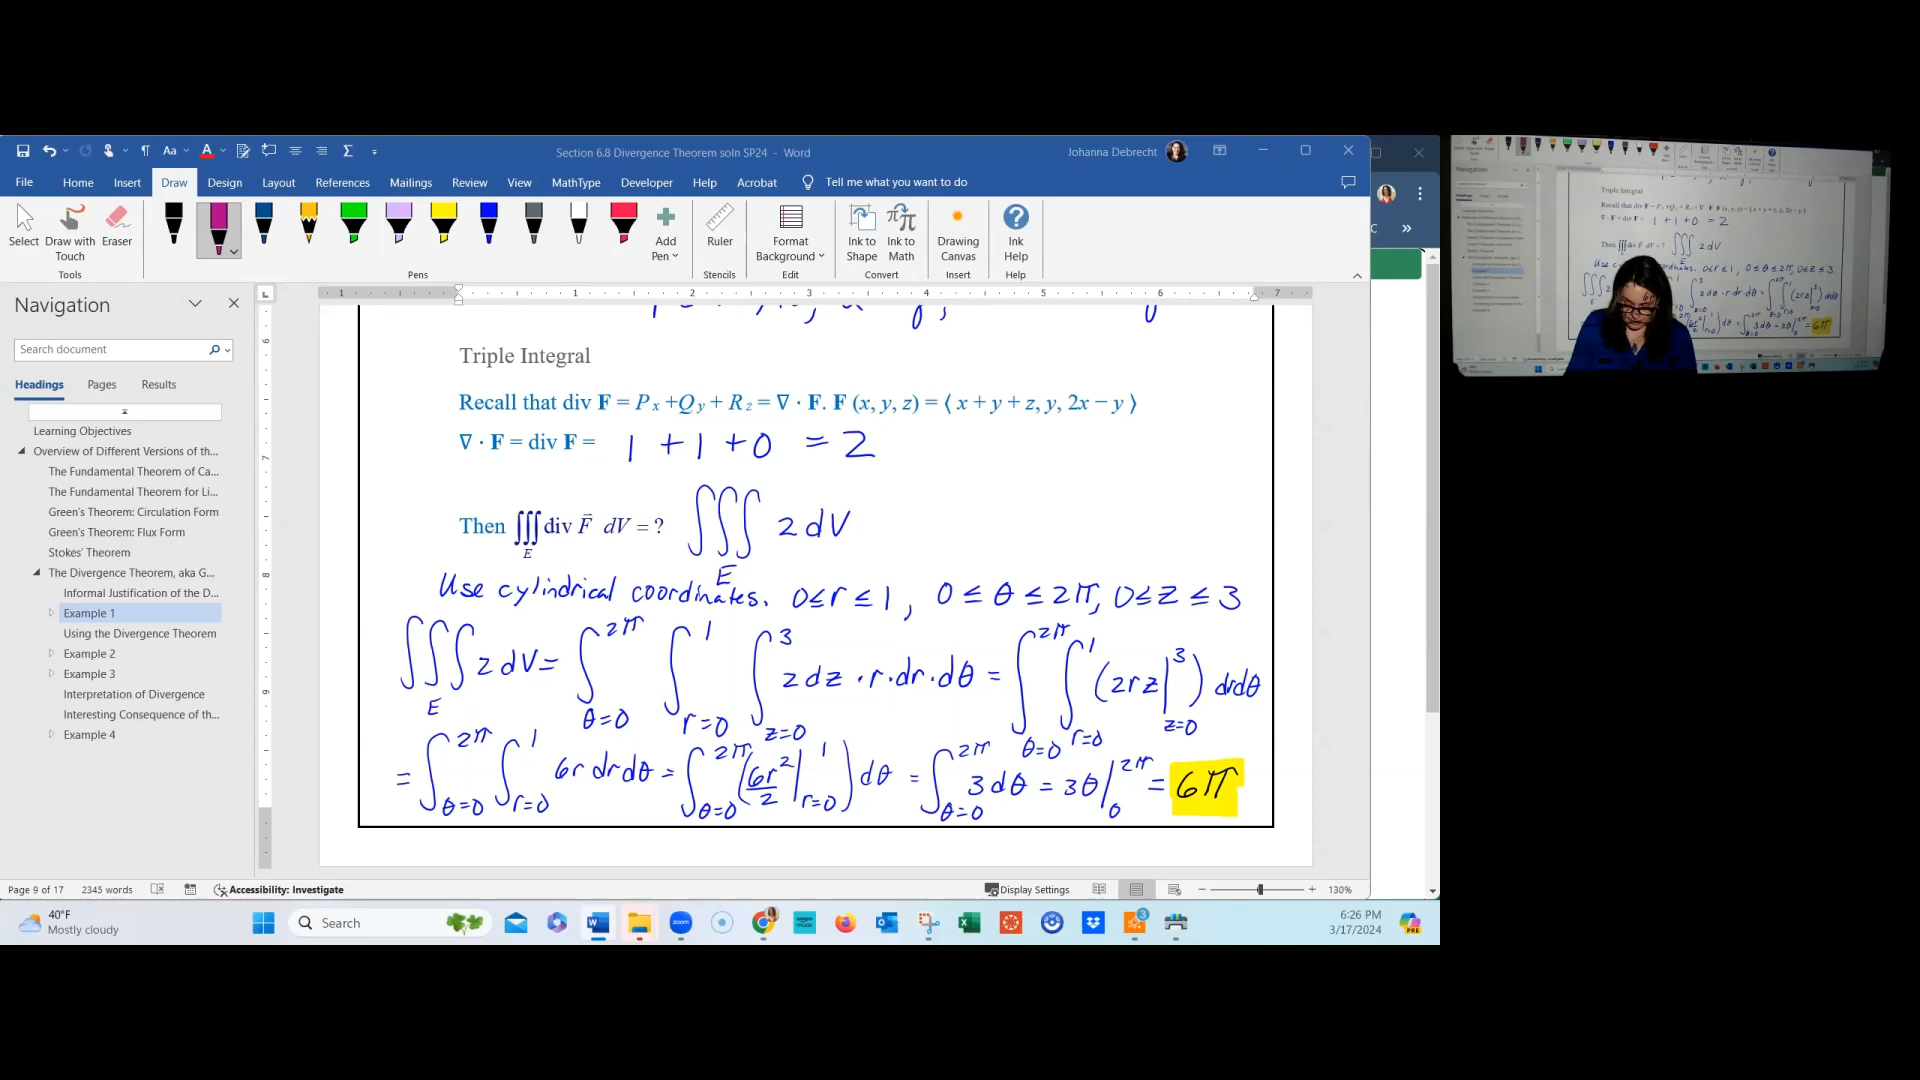 Section 6.8 Divergence Theorem soln SP24 - Word
Johanna Debrecht
File Home Insert Draw Design Layout References Mailings Review View MathType Developer Help Acrobat Tell me what you want to do
Select
Draw with Touch
Eraser
Add Pen
Ruler
Format Background
Ink to Shape
Ink to Math
Drawing Canvas
Ink Help
Tools
Pens
Stencils
Edit
Convert
Insert
Help
Navigation
Search document
Headings Pages Results
Learning Objectives
Overview of Different Versions of th...
The Fundamental Theorem of Ca...
The Fundamental Theorem for Li...
Green's Theorem: Circulation Form
Green's Theorem: Flux Form
Stokes' Theorem
The Divergence Theorem, aka G...
Informal Justification of the D...
Example 1
Using the Divergence Theorem
Example 2
Example 3
Interpretation of Divergence
Interesting Consequence of th...
Example 4
Triple Integral
Recall that div F = Pₓ + Q_y + R_z = ∇ · F. F (x, y, z) = ⟨ x + y + z, y, 2x − y ⟩
∇ · F = div F = 1 + 1 + 0 = 2
Then ∭_E div F⃗ dV = ? ∭_E 2 dV
Use cylindrical coordinates. 0 ≤ r ≤ 1, 0 ≤ θ ≤ 2π, 0 ≤ z ≤ 3
∭_E 2 dV = ∫_{θ=0}^{2π} ∫_{r=0}^{1} ∫_{z=0}^{3} 2 dz · r · dr · dθ = ∫_{θ=0}^{2π} ∫_{r=0}^{1} (2rz |_{z=0}^{3}) drdθ
= ∫_{θ=0}^{2π} ∫_{r=0}^{1} 6r dr dθ = ∫_{θ=0}^{2π} (6r²/2 |_{r=0}^{1}) dθ = ∫_{θ=0}^{2π} 3 dθ = 3θ |_0^{2π} = 6π
Page 9 of 17 2345 words Accessibility: Investigate Display Settings 130%
40°F
Mostly cloudy
Search
6:26 PM
3/17/2024